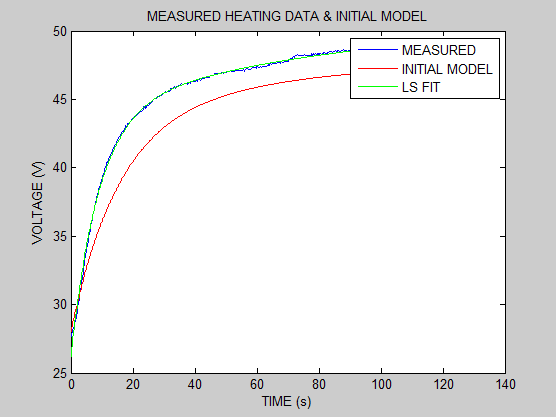 MEASURED HEATING DATA & INITIAL MODEL
50
45
40
35
30
25
VOLTAGE (V)
MEASURED
INITIAL MODEL
LS FIT
0 20 40 60 80 100 120 140
TIME (s)